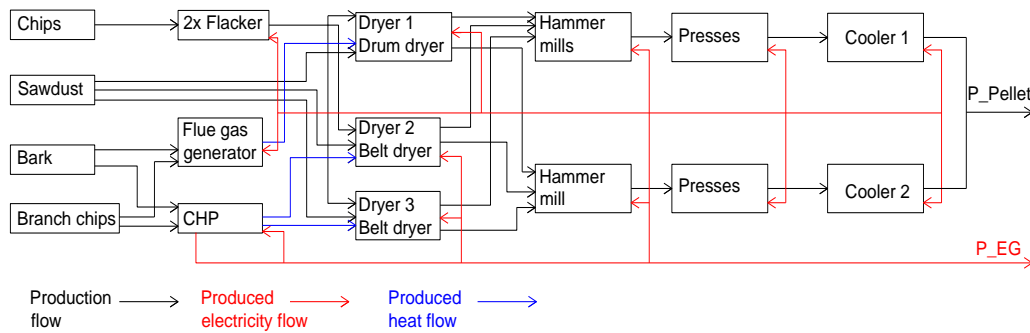 Chips
2x Flacker
Dryer 1
Drum dryer
Hammer
mills
Presses
Cooler 1
Sawdust
P_Pellet
Bark
Flue gas
generator
Dryer 2
Belt dryer
Hammer
mill
Presses
Cooler 2
Branch chips
CHP
Dryer 3
Belt dryer
P_EG
Production
flow
Produced
electricity flow
Produced
heat flow